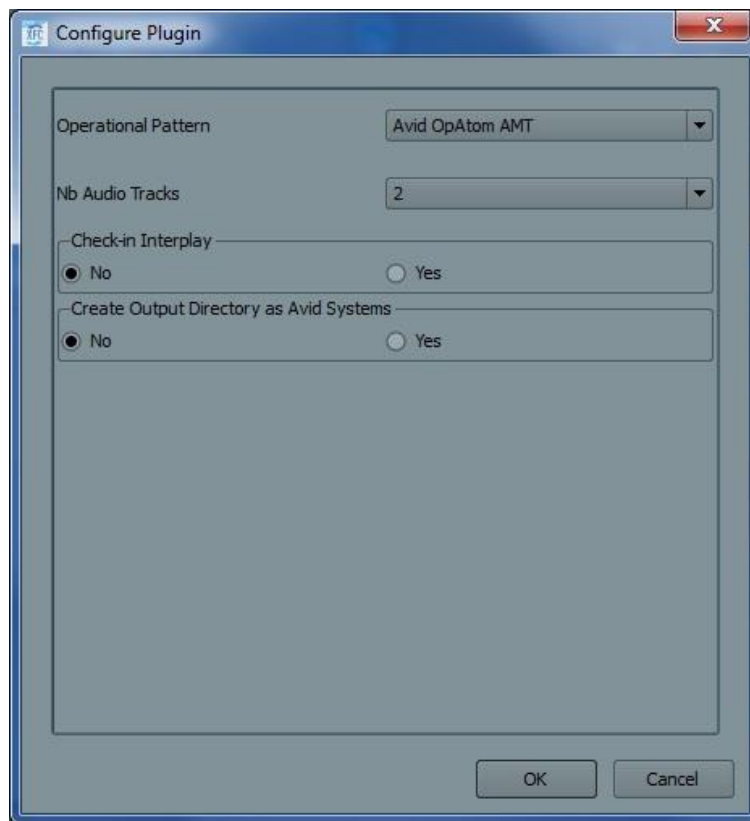 XFC Configure Plugin X
Operational Pattern Avid OpAtom AMT
Nb Audio Tracks 2
Check-in Interplay
No Yes
Create Output Directory as Avid Systems
No Yes
OK Cancel